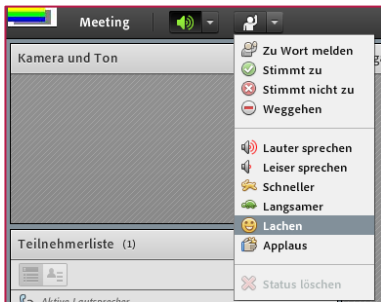 Meeting
Kamera und Ton
Zu Wort melden
Stimmt zu
Stimmt nicht zu
Weggehen
Lauter sprechen
Leiser sprechen
Schneller
Langsamer
Lachen
Applaus
Status löschen
Teilnehmerliste (1)
Aktive Lautsprecher